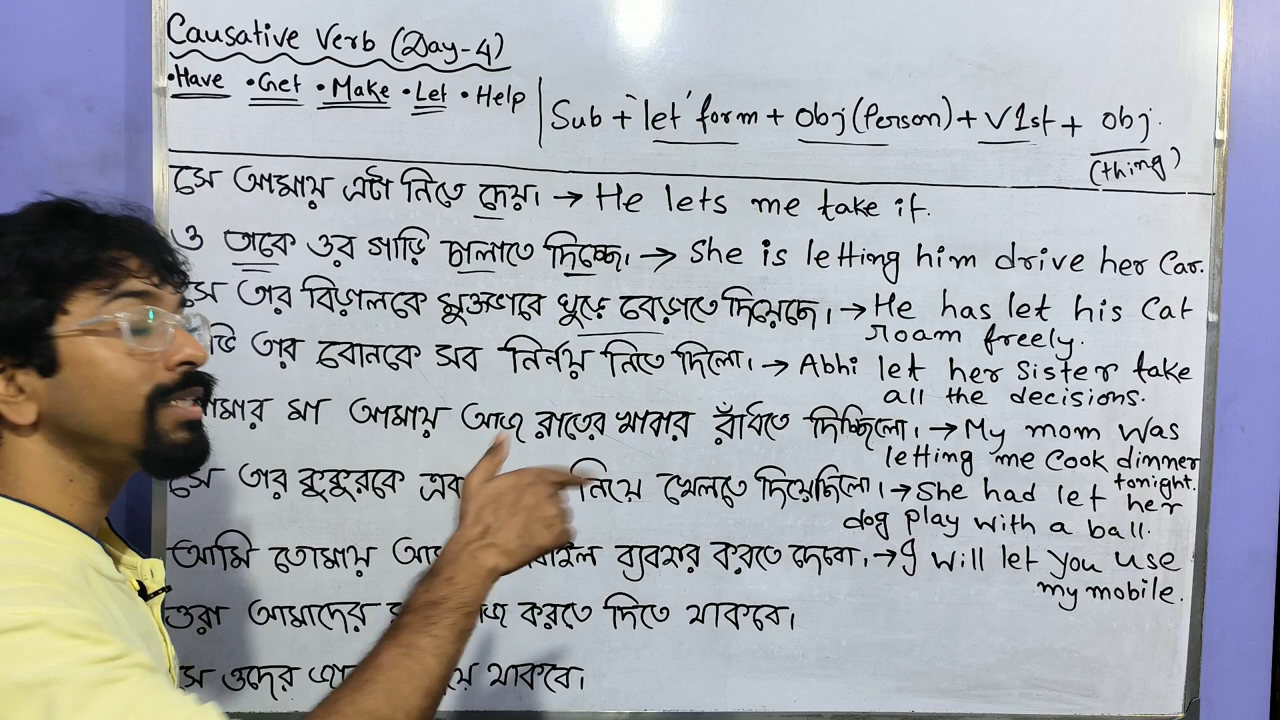 Causative Verb (Day-4)
•Have •Get •Make •Let •Help
Sub + 'let' form + Obj (Person) + V1st + Obj. (thing)
সে আমায় এটা নিতে দেয়। → He lets me take it.
ও তাকে ওর গাড়ি চালাতে দিচ্ছে। → She is letting him drive her Car.
সে তার বিড়ালকে মুক্তভাবে ঘুড়ে বেড়াতে দিয়েছে। → He has let his Cat
roam freely.
তার বোনকে সব নির্নয় নিতে দিলো। → Abhi let her sister take
all the decisions.
মা আমায় আজ রাতের খাবার রাঁধতে দিচ্ছিলো। → My mom was
letting me Cook dinner
tonight.
সে তার কুকুরকে নিয়ে খেলতে দিয়েছিলো। → She had let her
dog play with a ball.
আমি তোমায় ব্যবহার করতে দেবো। → I will let you use
my mobile.
ওরা আমাদের করতে দিতে থাকবে।
ওদের থাকবে।